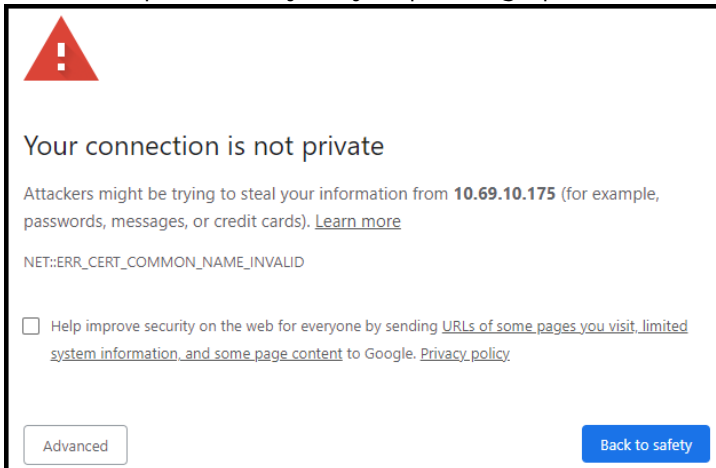 Your connection is not private
Attackers might be trying to steal your information from 10.69.10.175 (for example,
passwords, messages, or credit cards). Learn more
NET::ERR_CERT_COMMON_NAME_INVALID
Help improve security on the web for everyone by sending URLs of some pages you visit, limited
system information, and some page content to Google. Privacy policy
Advanced
Back to safety